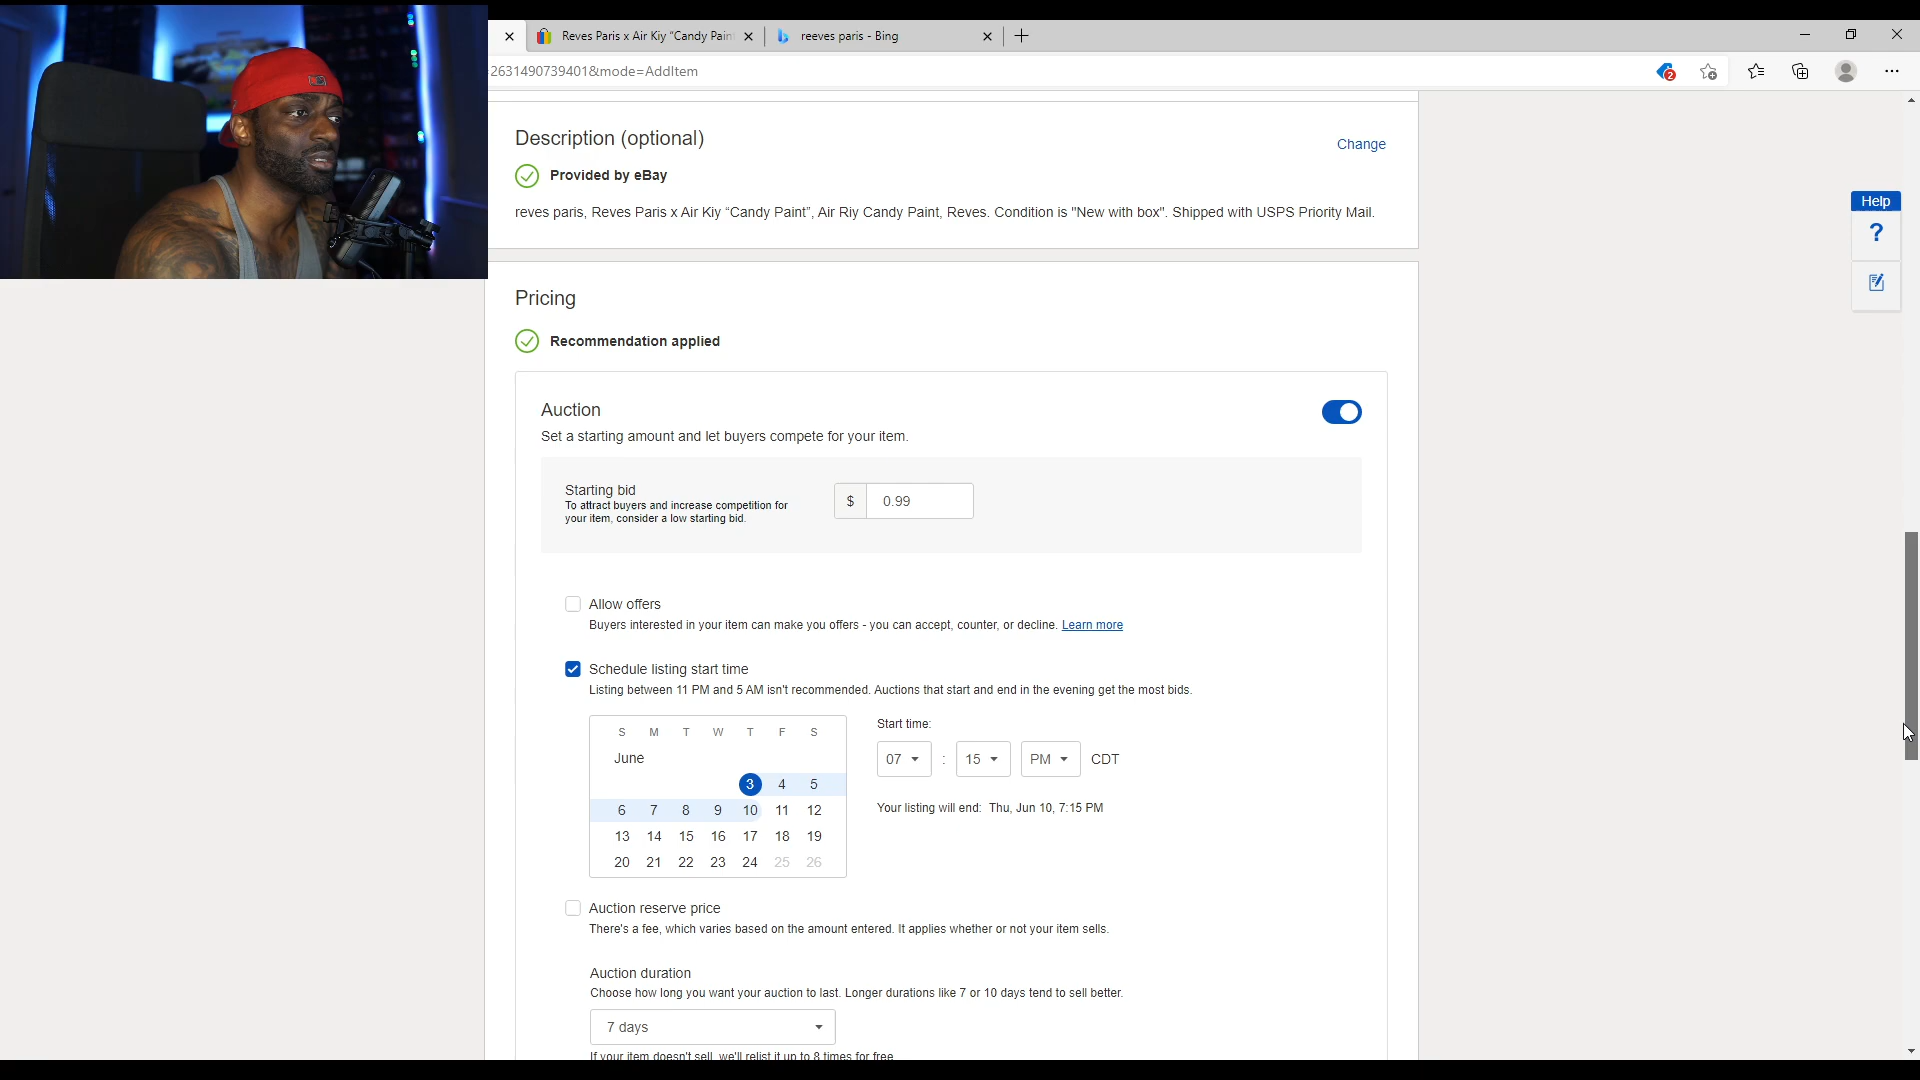 Reves Paris x Air Kiy “Candy Pain
reeves paris - Bing
2631490739401&mode=AddItem
2
Description (optional)
Change
Provided by eBay
reves paris, Reves Paris x Air Kiy “Candy Paint”, Air Riy Candy Paint, Reves. Condition is "New with box". Shipped with USPS Priority Mail.
Help
?
Pricing
Recommendation applied
Auction
Set a starting amount and let buyers compete for your item.
Starting bid
To attract buyers and increase competition for
your item, consider a low starting bid.
$ 0.99
Allow offers
Buyers interested in your item can make you offers - you can accept, counter, or decline. Learn more
Schedule listing start time
Listing between 11 PM and 5 AM isn't recommended. Auctions that start and end in the evening get the most bids.
S M T W T F S
June
3 4 5
6 7 8 9 10 11 12
13 14 15 16 17 18 19
20 21 22 23 24 25 26
Start time:
07 : 15 PM CDT
Your listing will end: Thu, Jun 10, 7:15 PM
Auction reserve price
There's a fee, which varies based on the amount entered. It applies whether or not your item sells.
Auction duration
Choose how long you want your auction to last. Longer durations like 7 or 10 days tend to sell better.
7 days
If your item doesn't sell, we'll relist it up to 8 times for free